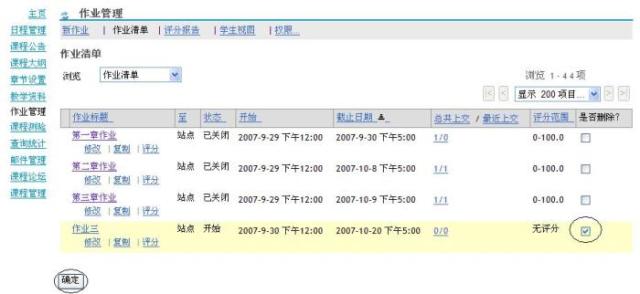 主页
日程管理
课程公告
课程大纲
章节设置
教学资料
作业管理
课程测验
查询统计
邮件管理
课程论坛
课程管理
作业管理
新作业 | 作业清单 | 评分报告 | 学生视图 | 权限...
作业清单
浏览 作业清单
浏览 1 - 4 4 项
|< < 显示 200 项目... > >|
作业标题 至 状态 开始 截止日期 总共上交 / 最近上交 评分范围 是否删除?
第一章作业 站点 已关闭 2007-9-29 下午12:00 2007-9-30 下午5:00 1/0 0-100.0
修改 | 复制 | 评分
第二章作业 站点 已关闭 2007-9-29 下午12:00 2007-10-8 下午5:00 1/1 0-100.0
修改 | 复制 | 评分
第三章作业 站点 已关闭 2007-9-29 下午12:00 2007-10-9 下午5:00 1/1 0-100.0
修改 | 复制 | 评分
作业三 站点 开始 2007-9-30 下午12:00 2007-10-20 下午5:00 0/0 无评分
修改 | 复制 | 评分
确定